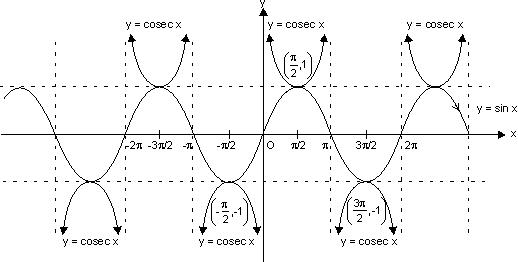 y
y = cosec x
y = cosec x
y = cosec x
(π/2,1)
y = sin x
-2π -3π/2 -π -π/2 O π/2 π 3π/2 2π x
(-π/2,-1)
(3π/2,-1)
y = cosec x
y = cosec x
y = cosec x